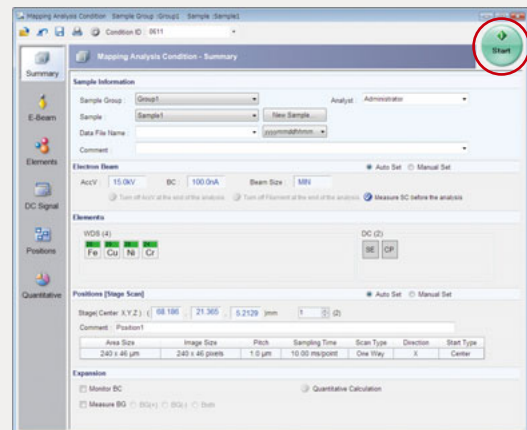 Mapping Analysis Condition Sample Group :Group1 Sample :Sample1
Condition ID 0611
Mapping Analysis Condition - Summary
Start
Summary
E-Beam
Elements
DC Signal
Positions
Quantitative
Sample Information
Sample Group : Group1 Analyst : Administrator
Sample : Sample1 New Sample...
Data File Name : yyyymmddhhmm
Comment :
Electron Beam Auto Set Manual Set
AccV : 15.0kV BC : 100.0nA Beam Size : MIN
Turn off AccV at the end of the analysis Turn off Filament at the end of the analysis Measure SC before the analysis
Elements
WDS (4) DC (2)
Fe Cu Ni Cr SE CP
Positions [Stage Scan] Auto Set Manual Set
Stage( Center X,Y,Z ) : ( 68.186 , 21.365 , 5.2129 )mm 1 (2)
Comment : Position1
Area Size Image Size Pitch Sampling Time Scan Type Direction Start Type
240 x 46 µm 240 x 46 pixels 1.0 µm 10.00 ms/point One Way X Center
Expansion
Monitor BC Quantitative Calculation
Measure BG BG(+) BG(-) Both